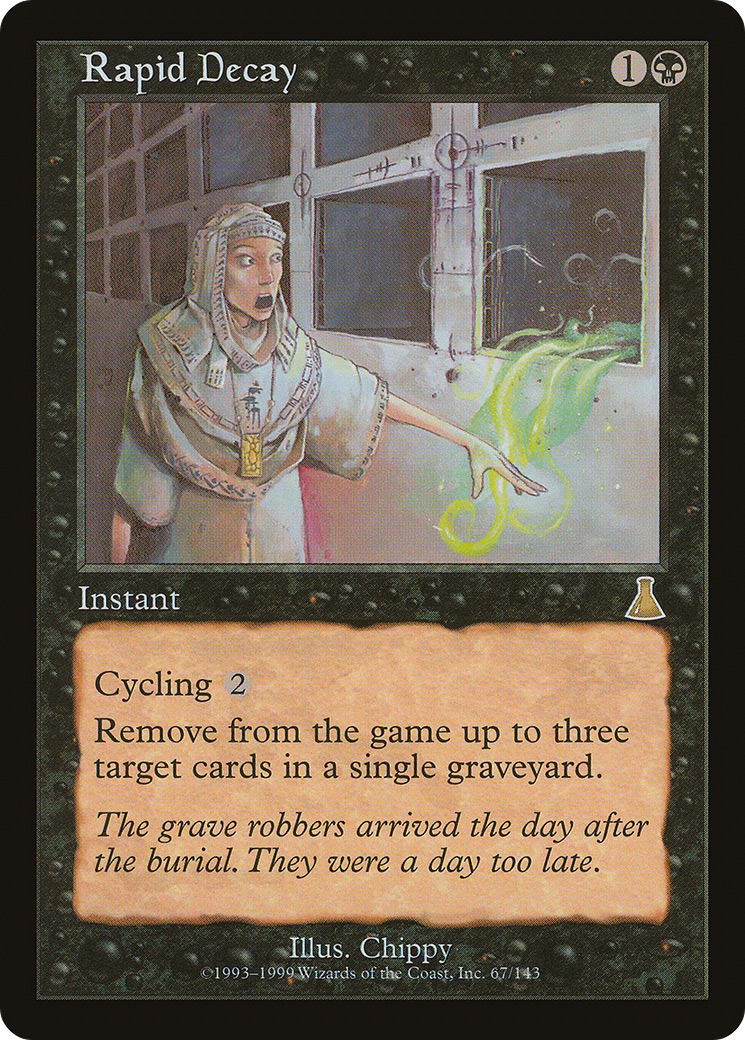 Rapid Decay 1
Instant
Cycling 2
Remove from the game up to three
target cards in a single graveyard.
The grave robbers arrived the day after
the burial. They were a day too late.
Illus. Chippy
©1993–1999 Wizards of the Coast, Inc. 67/143